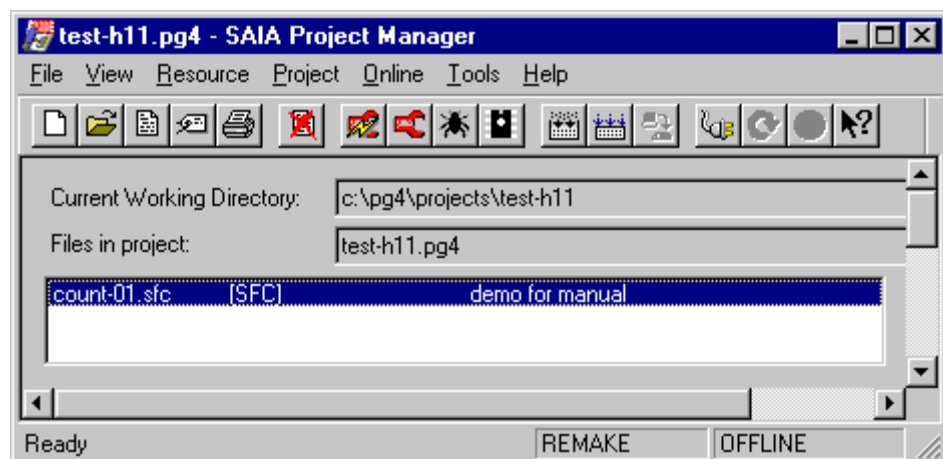 test-h11.pg4 - SAIA Project Manager
File View Resource Project Online Tools Help
Current Working Directory: c:\pg4\projects\test-h11
Files in project: test-h11.pg4
count-01.sfc [SFC] demo for manual
Ready REMAKE OFFLINE